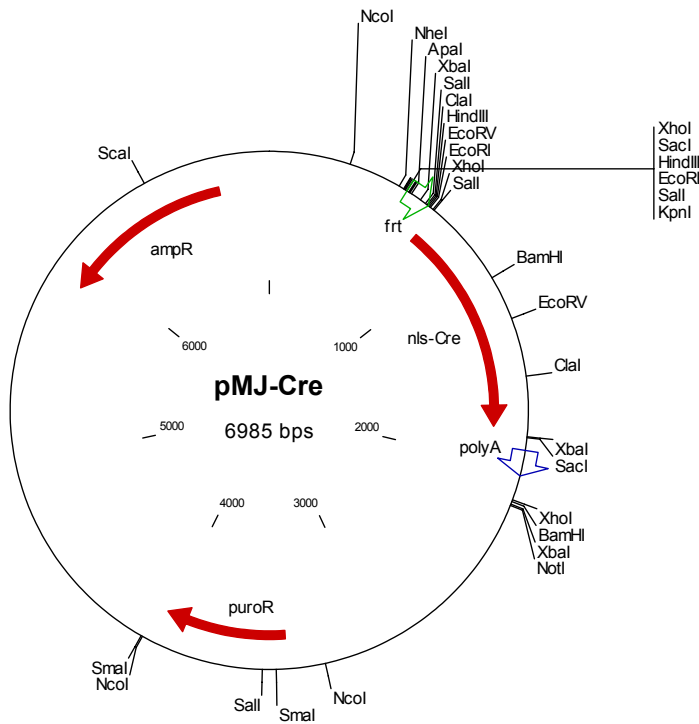 NcoI
NheI
ApaI
XbaI
SalI
ClaI
HindIII
EcoRV
EcoRI
XhoI
SalI
XhoI
SacI
HindIII
EcoRI
SalI
KpnI
ScaI
frt
ampR
BamHI
EcoRV
nls-Cre
ClaI
6000
1000
pMJ-Cre
6985 bps
5000
2000
polyA
XbaI
SacI
4000
3000
XhoI
BamHI
XbaI
NotI
puroR
SmaI
NcoI
SalI
SmaI
NcoI